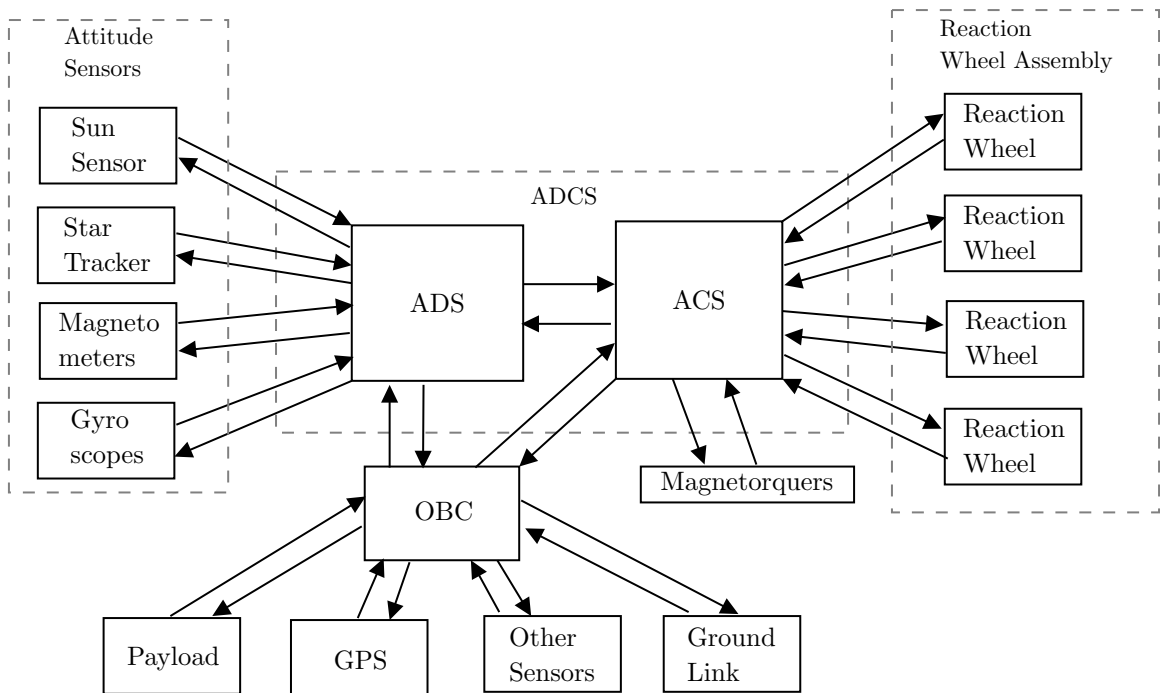 Attitude
Sensors
Sun
Sensor
Star
Tracker
Magneto
meters
Gyro
scopes
ADCS
ADS
ACS
Reaction
Wheel Assembly
Reaction
Wheel
Reaction
Wheel
Reaction
Wheel
Reaction
Wheel
OBC
Magnetorquers
Payload
GPS
Other
Sensors
Ground
Link